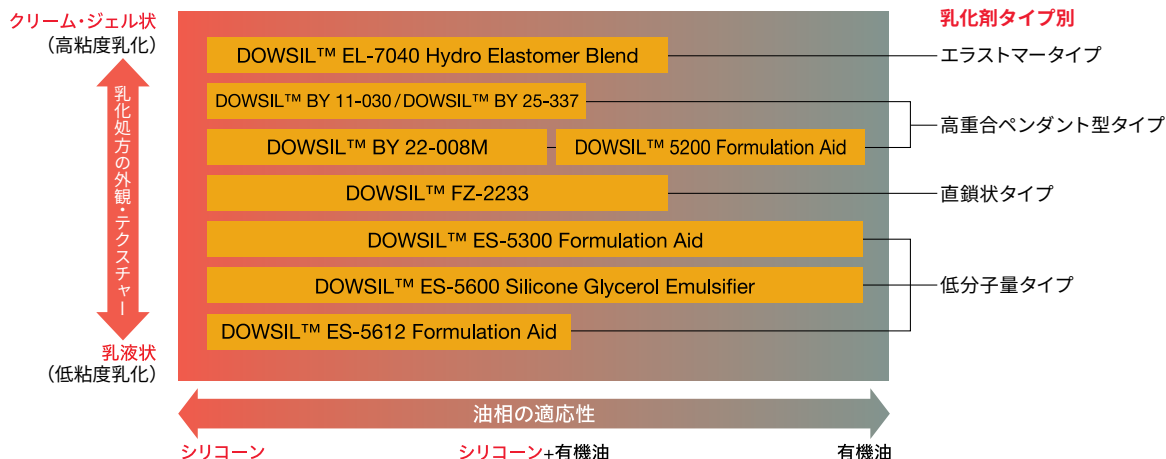 クリーム・ジェル状
(高粘度乳化)
乳化処方の外観・テクスチャー
乳液状
(低粘度乳化)
DOWSIL™ EL-7040 Hydro Elastomer Blend
DOWSIL™ BY 11-030/DOWSIL™ BY 25-337
DOWSIL™ BY 22-008M
DOWSIL™ 5200 Formulation Aid
DOWSIL™ FZ-2233
DOWSIL™ ES-5300 Formulation Aid
DOWSIL™ ES-5600 Silicone Glycerol Emulsifier
DOWSIL™ ES-5612 Formulation Aid
乳化剤タイプ別
エラストマータイプ
高重合ペンダント型タイプ
直鎖状タイプ
低分子量タイプ
油相の適応性
シリコーン
シリコーン+有機油
有機油